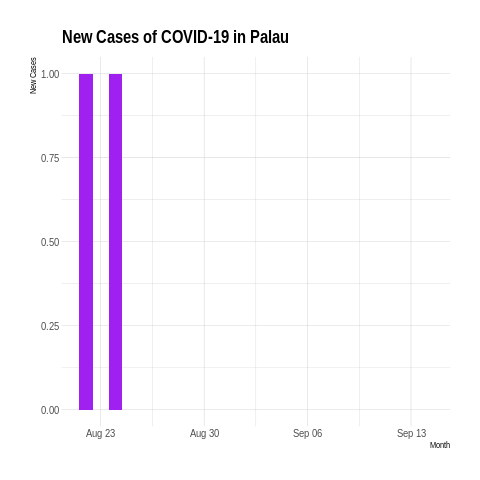 New Cases of COVID-19 in Palau
New Cases
1.00
0.75
0.50
0.25
0.00
Aug 23 Aug 30 Sep 06 Sep 13
Month